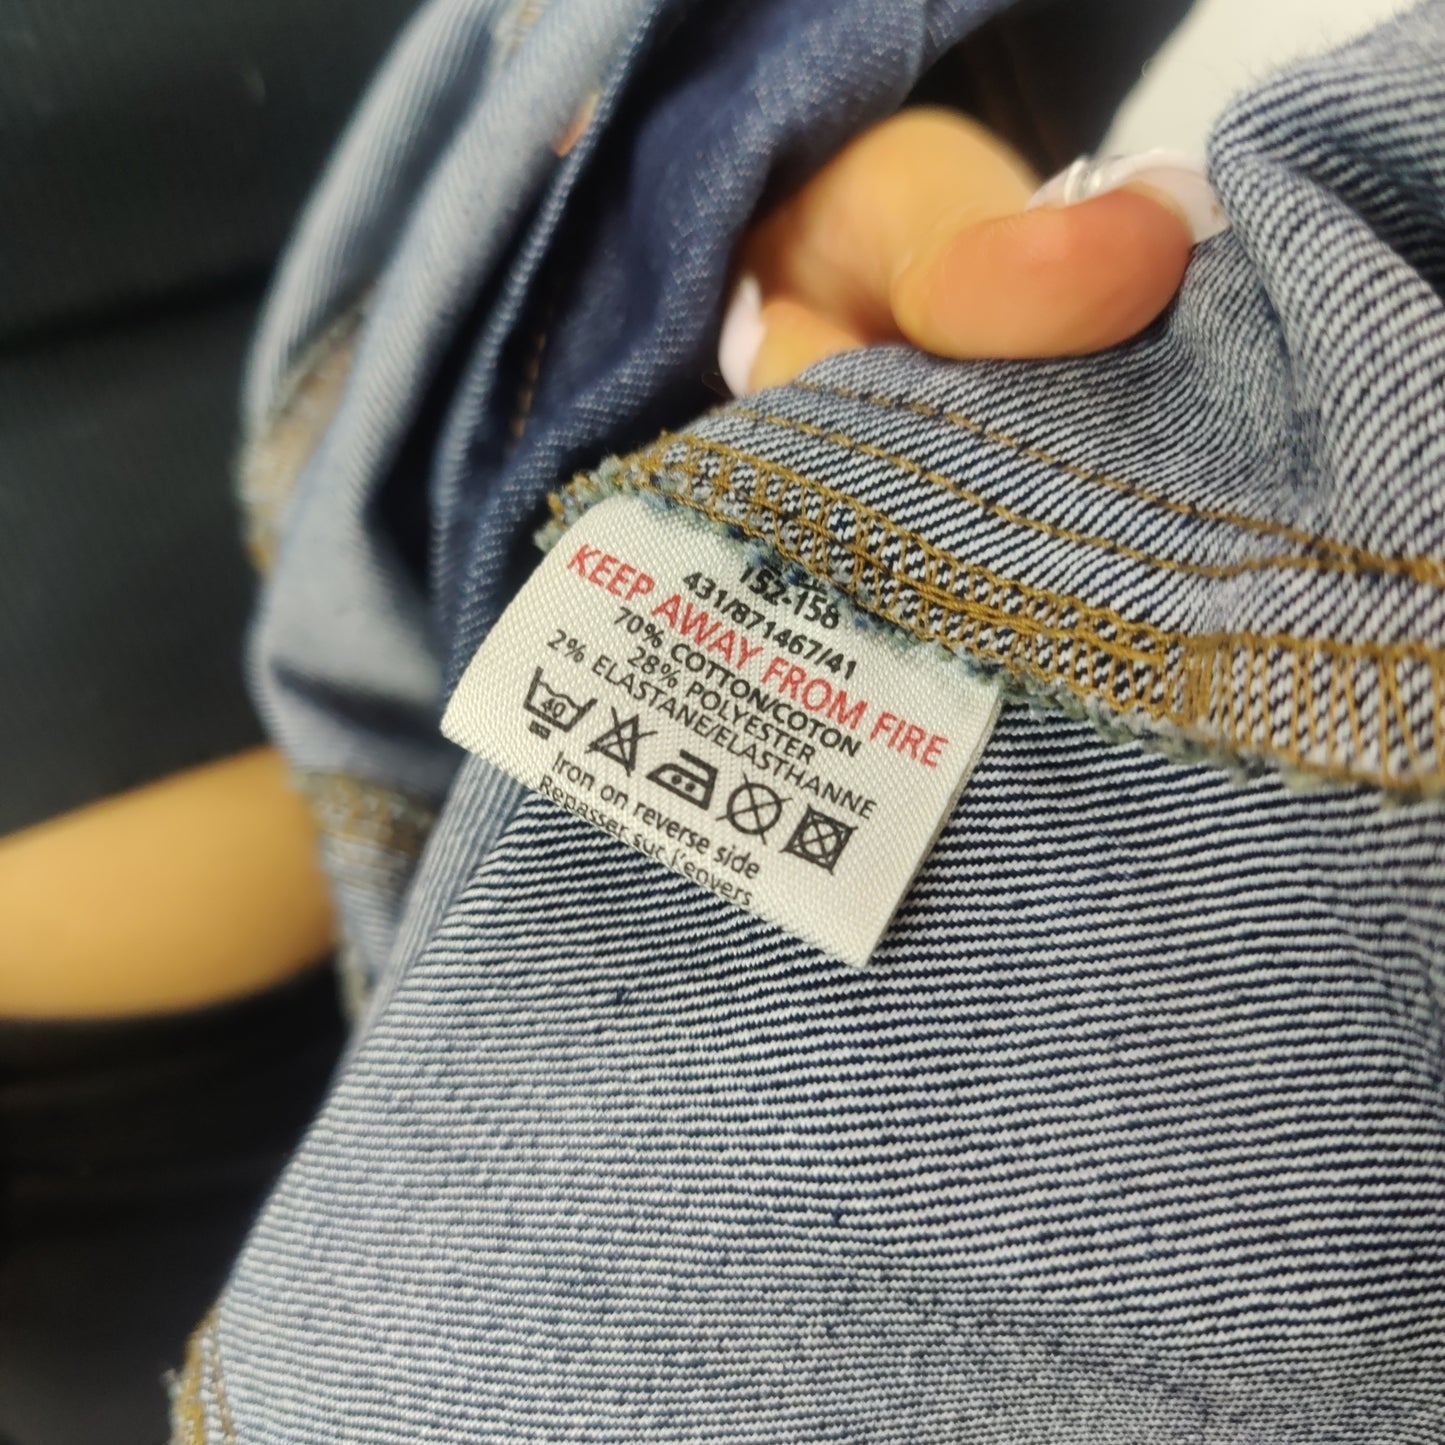 152-158
431/871467/41
KEEP AWAY FROM FIRE
70% COTTON/COTON
28% POLYESTER
2% ELASTANE/ELASTHANNE
40
Iron on reverse side
Repasser sur l'envers